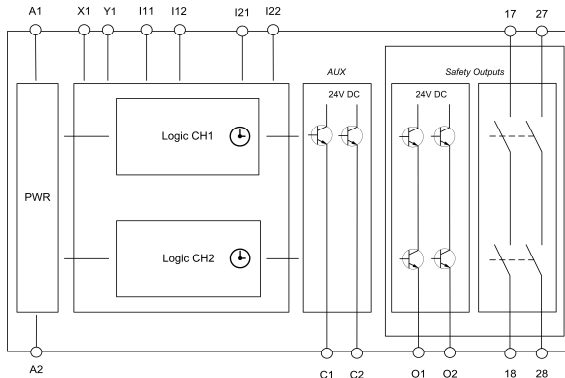 A1 X1 Y1 I11 I12 I21 I22 17 27
AUX Safety Outputs
24V DC 24V DC
Logic CH1
PWR
Logic CH2
A2 C1 C2 O1 O2 18 28